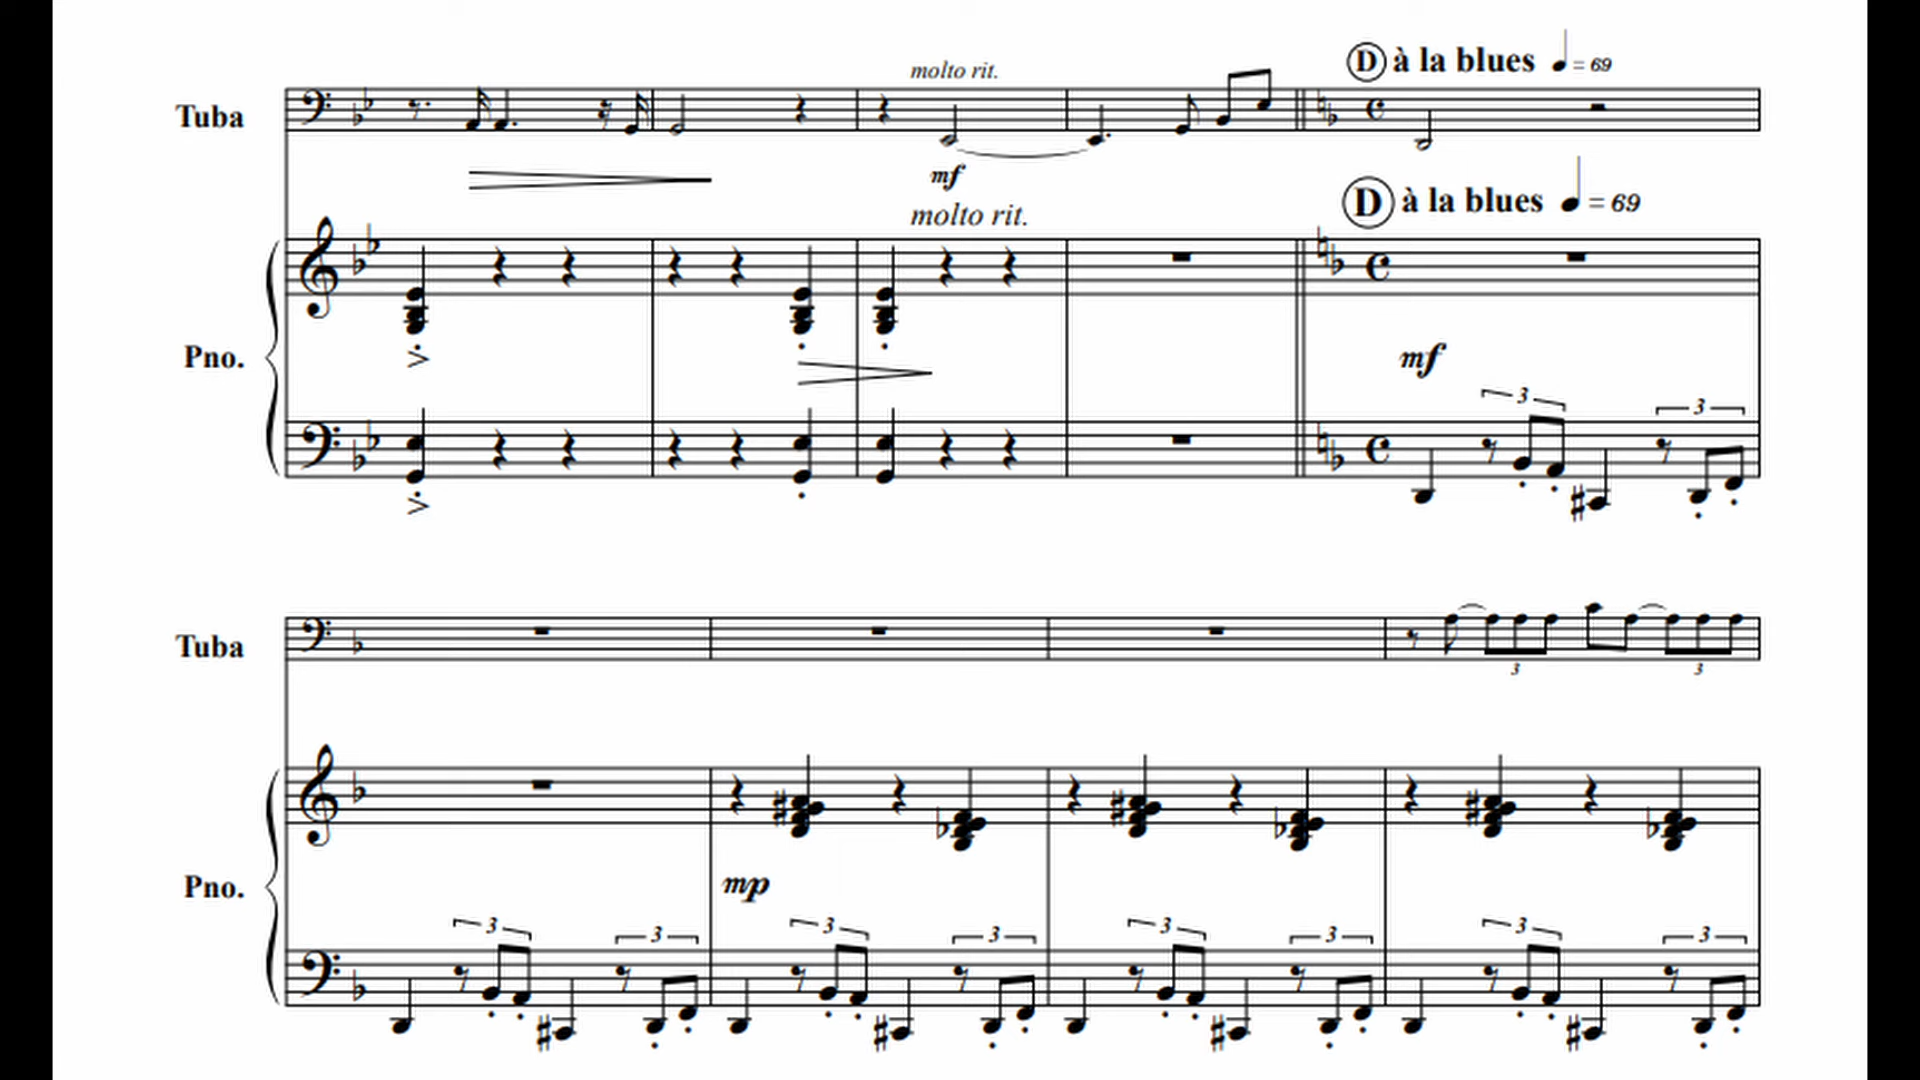 molto rit.
D à la blues = 69
Tuba
mf
molto rit.
D à la blues = 69
Pno.
mf
3 3
Tuba
3 3
Pno.
mp
3 3 3 3 3 3 3 3